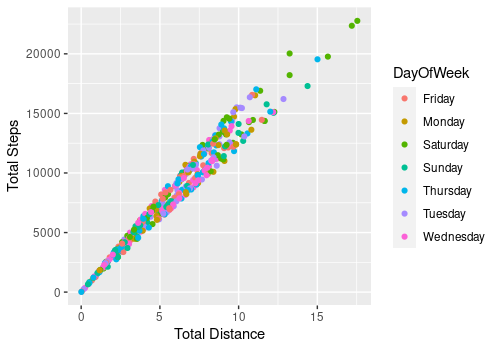 20000
15000
10000
5000
0
Total Steps
0 5 10 15
Total Distance
DayOfWeek
Friday
Monday
Saturday
Sunday
Thursday
Tuesday
Wednesday